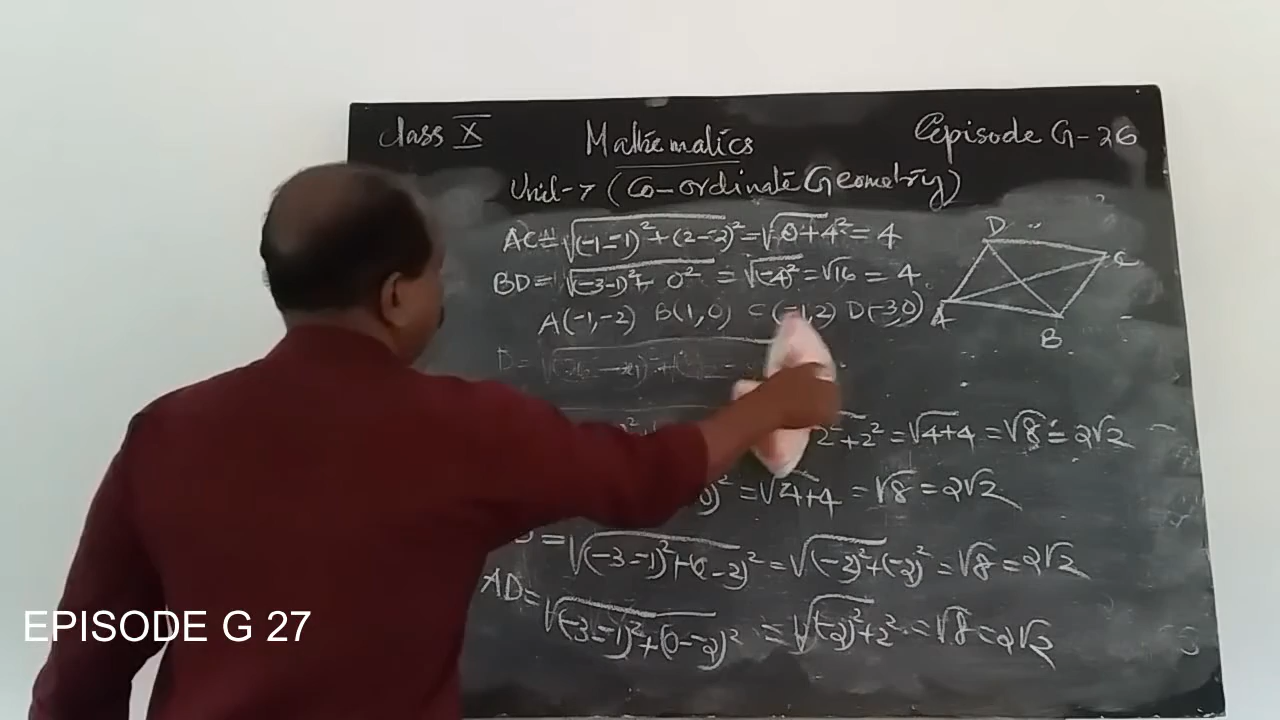 Class X Mathematics Episode G-26
Unit-7 (Co-ordinate Geometry)
AC=√(-1--1)²+(2--2)²=√0+4²=4
BD=√(-3-1)²+0²=√(-4)²=√16=4
A(-1,-2) B(1,0) C(-1,2) D(-3,0)
D C
A B
D=√
2²+2²=√4+4=√8=2√2
=√4+4=√8=2√2
=√(-3--1)²+(0-2)²=√(-2)²+(-2)²=√8=2√2
AD=√(-3--1)²+(0--2)²=√(-2)²+2²=√8=2√2
EPISODE G 27